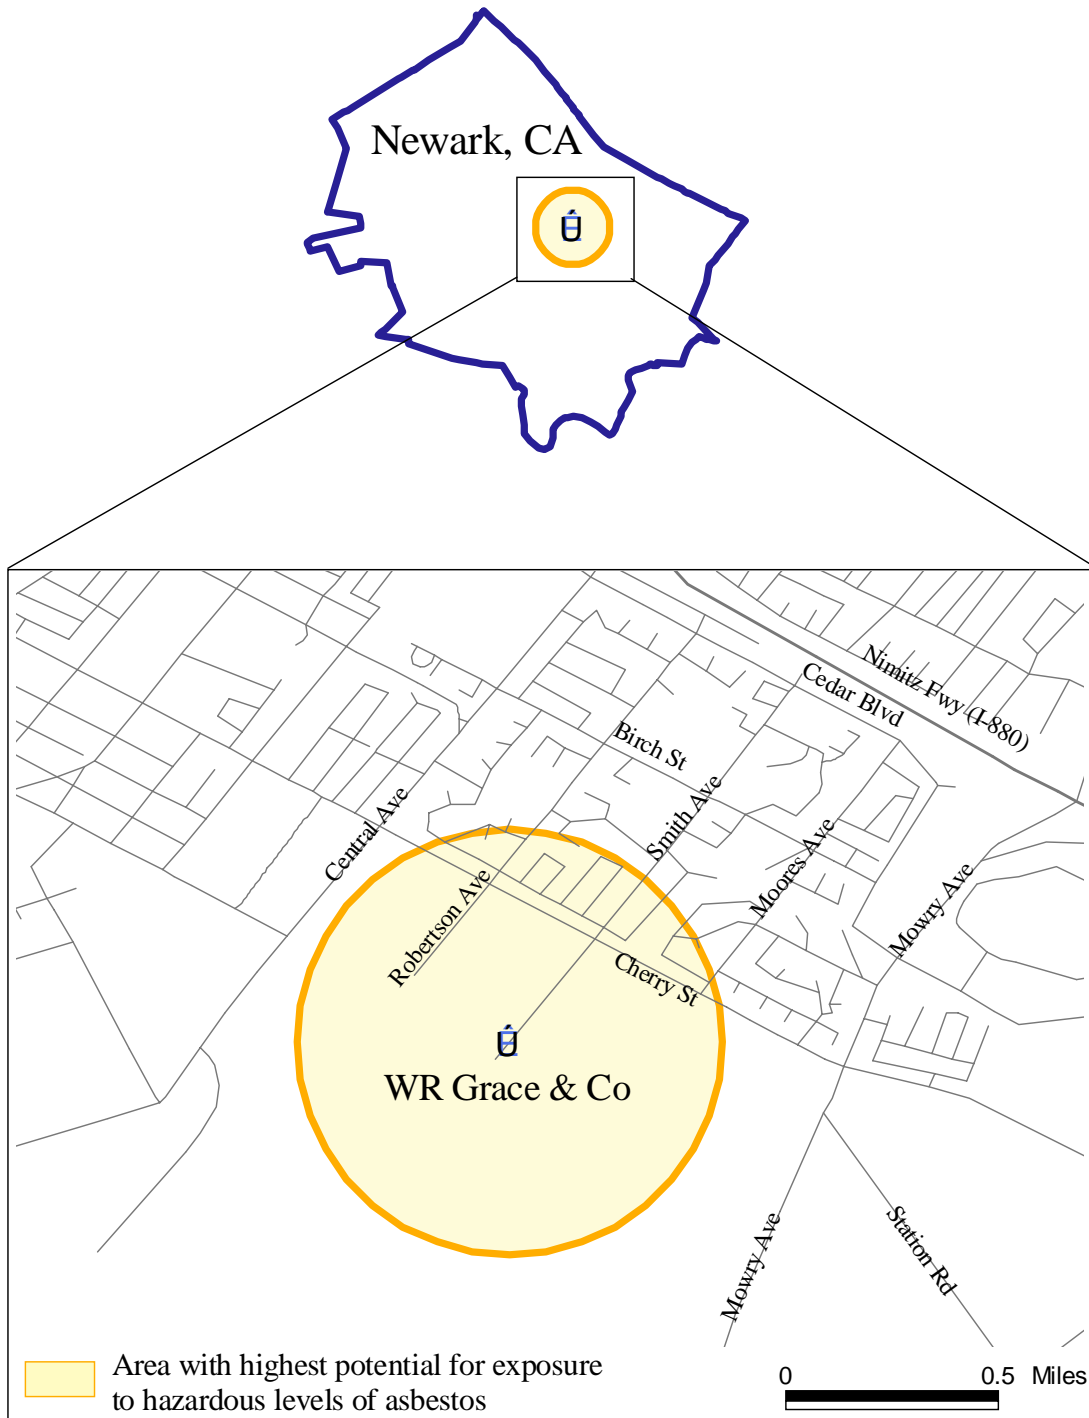 Newark, CA
Nimitz Fwy (I-880)
Cedar Blvd
Birch St
Smith Ave
Central Ave
Moores Ave
Robertson Ave
Mowry Ave
Cherry St
WR Grace & Co
Mowry Ave
Station Rd
Area with highest potential for exposure
to hazardous levels of asbestos
0 0.5 Miles